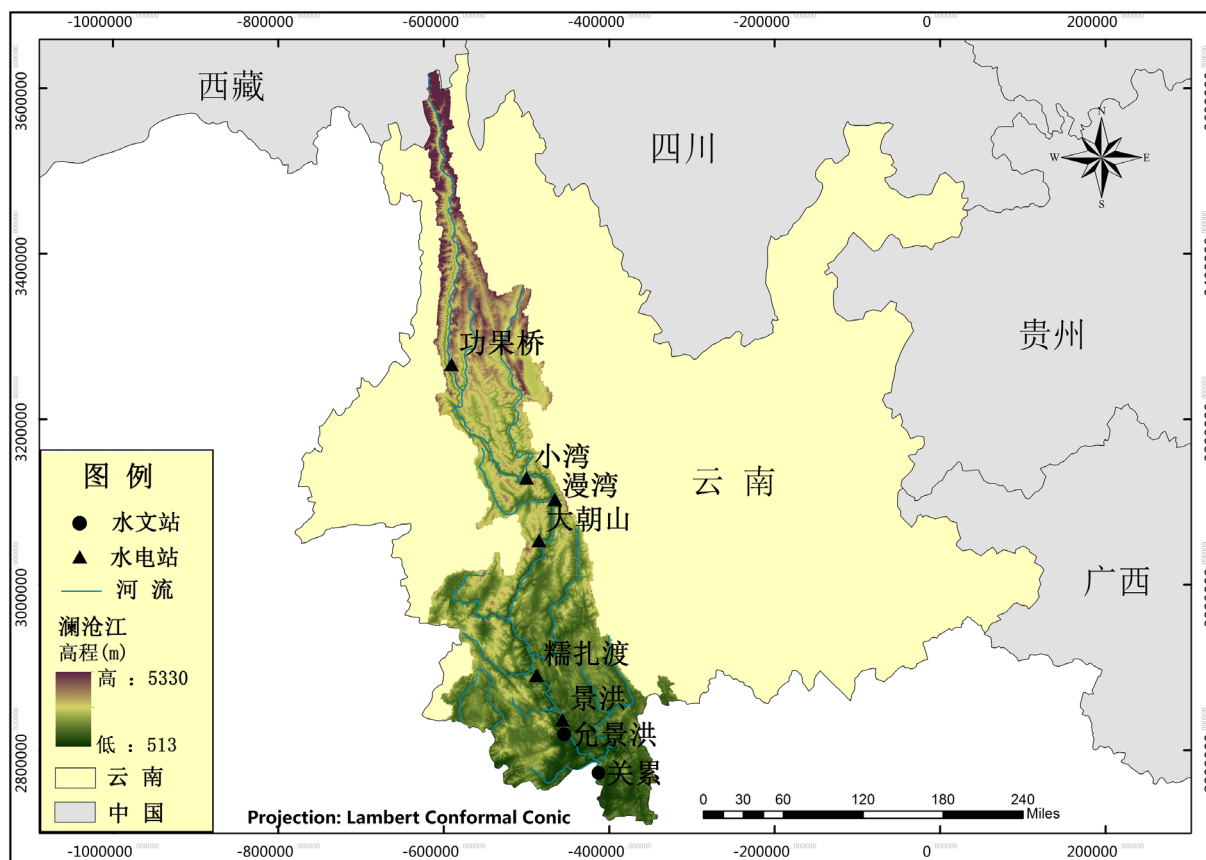 -1000000 -800000 -600000 -400000 -200000 0 200000
3600000
3400000
3200000
3000000
2800000
西藏
四川
贵州
云 南
广西
N
W E
S
功果桥
小湾
漫湾
大朝山
糯扎渡
景洪
允景洪
关累
图 例
水文站
水电站
河 流
澜沧江
高程(m)
高 : 5330
低 : 513
云 南
中 国
Projection: Lambert Conformal Conic
0 30 60 120 180 240
Miles
-1000000 -800000 -600000 -400000 -200000 0 200000